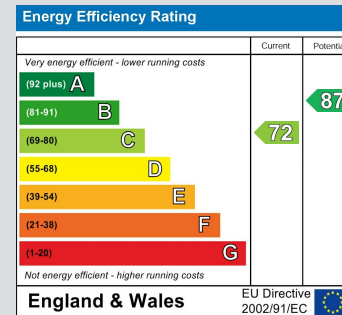 Energy Efficiency Rating
Current Potentia
Very energy efficient - lower running costs
(92 plus) A
(81-91) B
87
(69-80) C
72
(55-68) D
(39-54) E
(21-38) F
(1-20) G
Not energy efficient - higher running costs
England & Wales
EU Directive
2002/91/EC